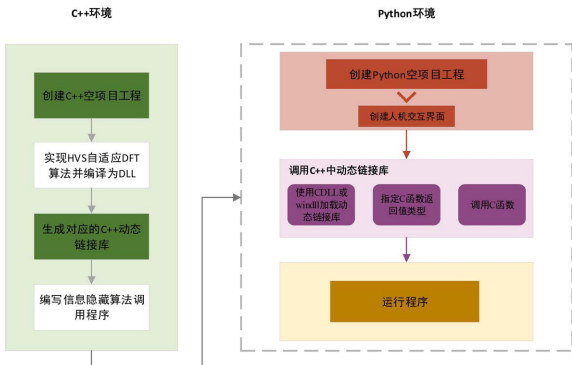 C++环境
创建C++空项目工程
实现HVS自适应DFT
算法并编译为DLL
生成对应的C++动态
链接库
编写信息隐藏算法调
用程序
Python环境
创建Python空项目工程
创建人机交互界面
调用C++中动态链接库
使用CDLL或
windll加载动
态链接库
指定C函数返
回值类型
调用C函数
运行程序